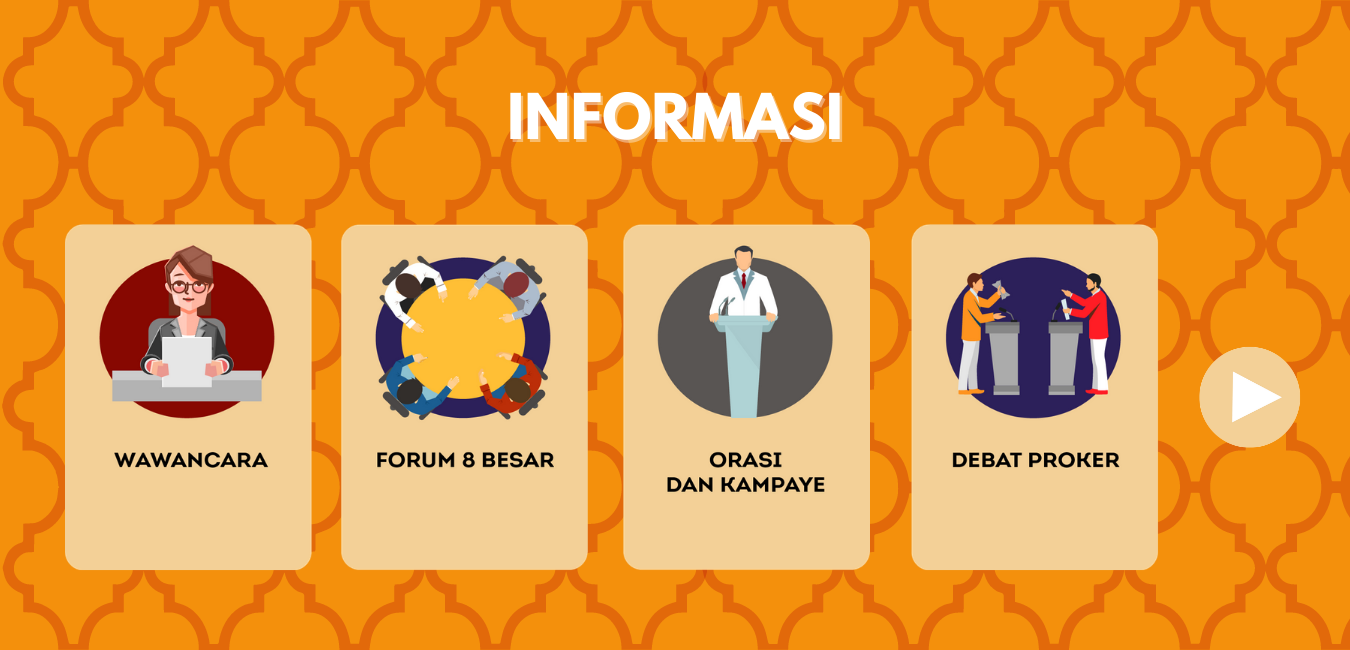 INFORMASI
WAWANCARA
FORUM 8 BESAR
ORASI
DAN KAMPAYE
DEBAT PROKER